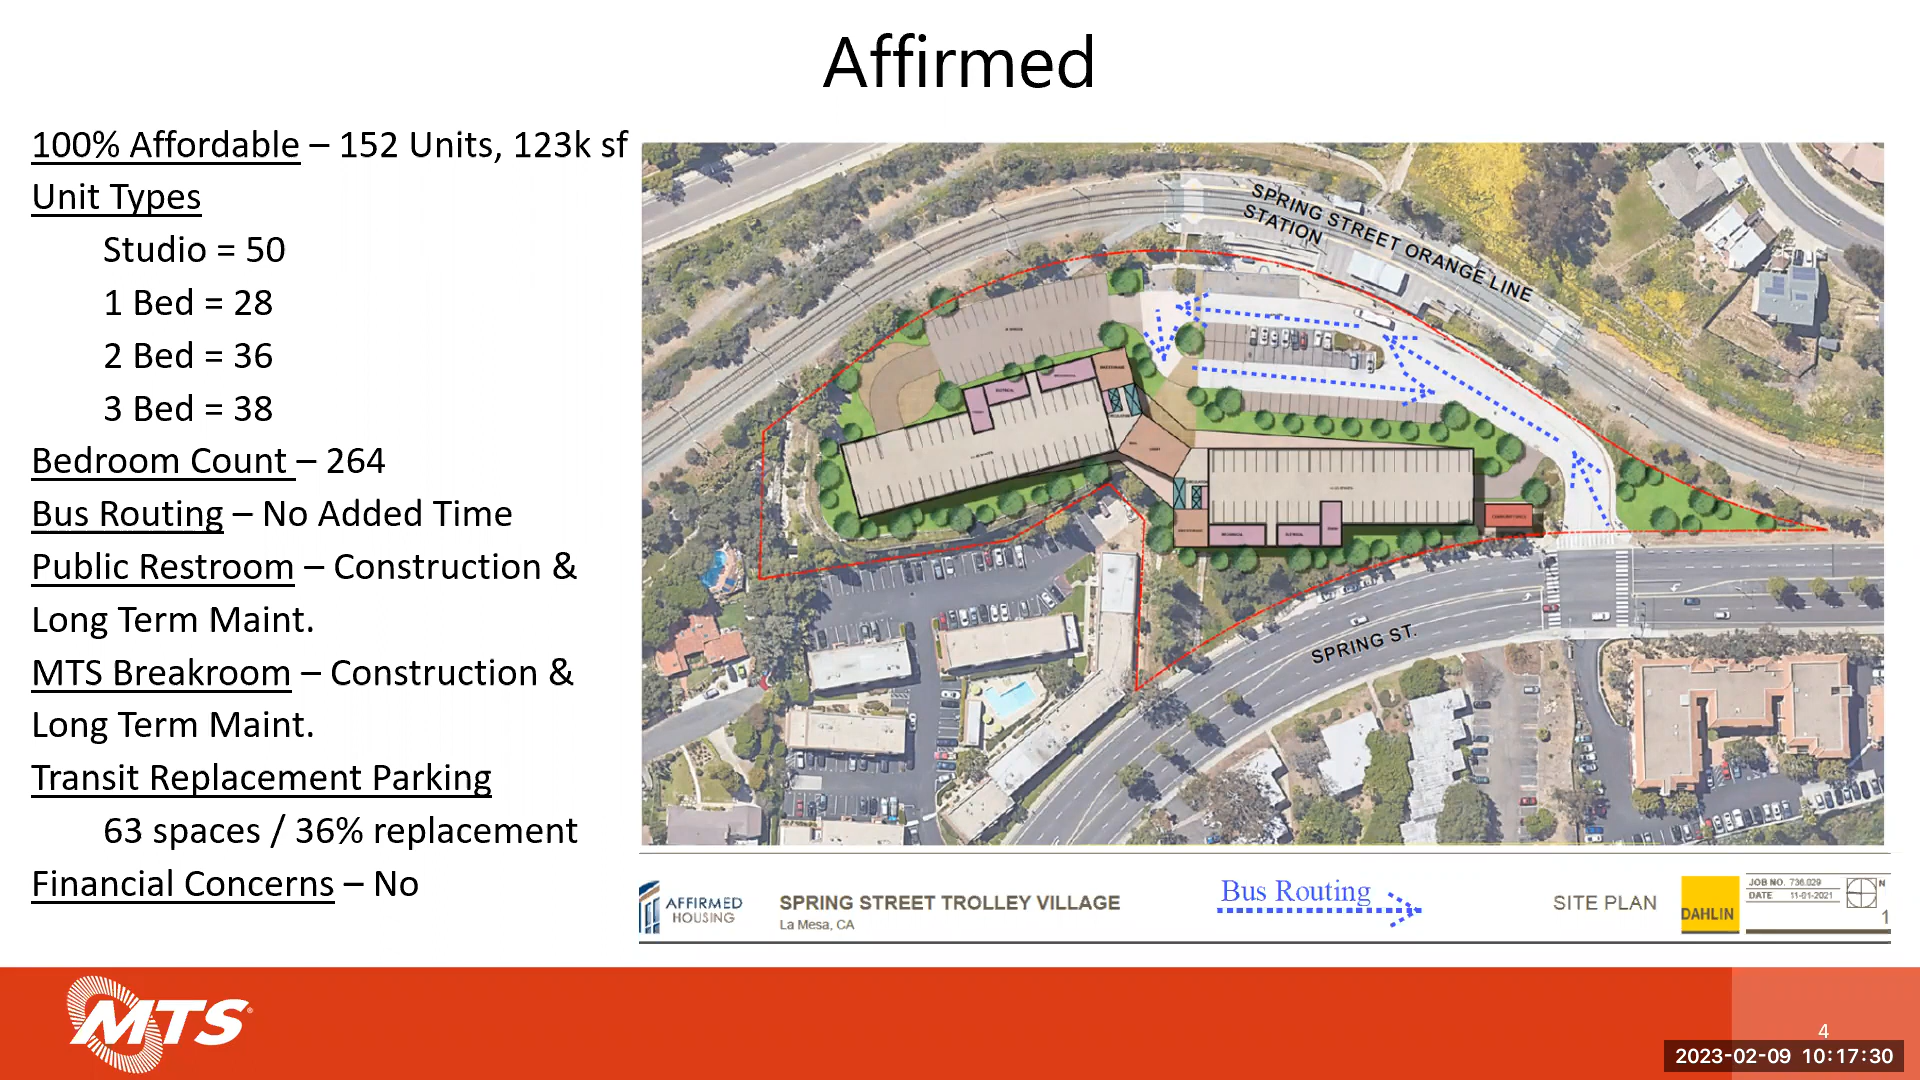 Affirmed
100% Affordable – 152 Units, 123k sf
Unit Types
Studio = 50
1 Bed = 28
2 Bed = 36
3 Bed = 38
Bedroom Count – 264
Bus Routing – No Added Time
Public Restroom – Construction &
Long Term Maint.
MTS Breakroom – Construction &
Long Term Maint.
Transit Replacement Parking
63 spaces / 36% replacement
Financial Concerns – No
SPRING STREET ORANGE LINE
STATION
SPRING ST.
AFFIRMED
HOUSING
SPRING STREET TROLLEY VILLAGE
La Mesa, CA
Bus Routing
SITE PLAN
DAHLIN
JOB NO. 736.029
DATE 11-01-2021
N
1
MTS
4
2023-02-09 10:17:30